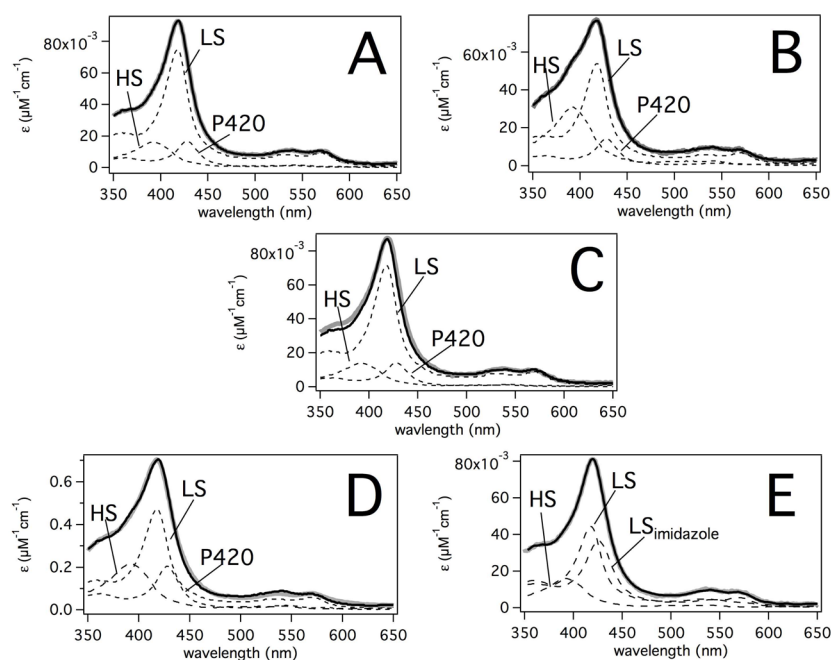 A
80x10⁻³
60
40
20
0
ε (µM⁻¹cm⁻¹)
HS
LS
P420
350 400 450 500 550 600 650
wavelength (nm)
B
60x10⁻³
40
20
0
ε (µM⁻¹cm⁻¹)
HS
LS
P420
350 400 450 500 550 600 650
wavelength (nm)
C
80x10⁻³
60
40
20
0
ε (µM⁻¹cm⁻¹)
HS
LS
P420
350 400 450 500 550 600 650
wavelength (nm)
D
0.6
0.4
0.2
0.0
ε (µM⁻¹cm⁻¹)
HS
LS
P420
350 400 450 500 550 600 650
wavelength (nm)
E
80x10⁻³
60
40
20
0
ε (µM⁻¹cm⁻¹)
HS
LS
LSimidazole
350 400 450 500 550 600 650
wavelength (nm)